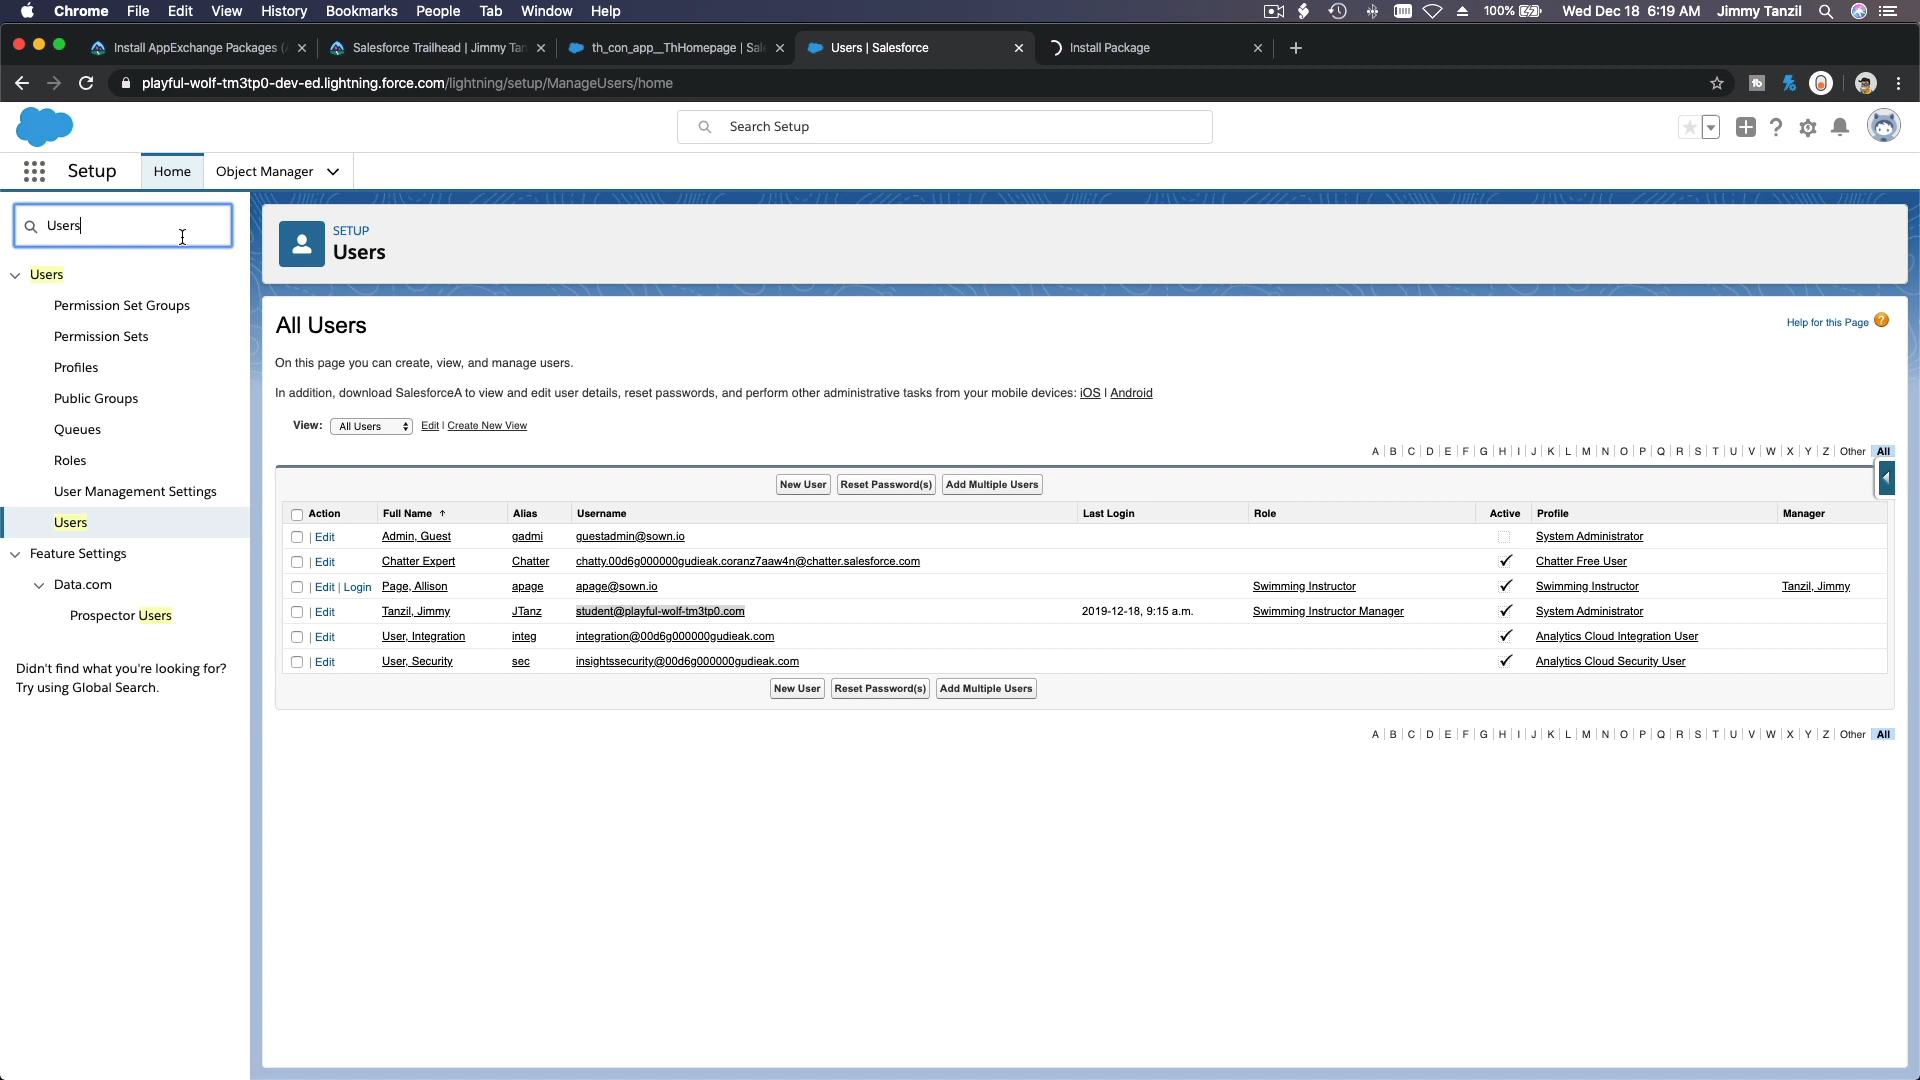 Chrome File Edit View History Bookmarks People Tab Window Help 100% Wed Dec 18 6:19 AM Jimmy Tanzil
Install AppExchange Packages ( Salesforce Trailhead | Jimmy Tan th_con_app__ThHomepage | Sal Users | Salesforce Install Package
playful-wolf-tm3tp0-dev-ed.lightning.force.com/lightning/setup/ManageUsers/home
Search Setup
Setup Home Object Manager
Users
Users
Permission Set Groups
Permission Sets
Profiles
Public Groups
Queues
Roles
User Management Settings
Users
Feature Settings
Data.com
Prospector Users
Didn't find what you're looking for?
Try using Global Search.
SETUP
Users
All Users
Help for this Page ?
On this page you can create, view, and manage users.
In addition, download SalesforceA to view and edit user details, reset passwords, and perform other administrative tasks from your mobile devices: iOS | Android
View: All Users Edit | Create New View
A | B | C | D | E | F | G | H | I | J | K | L | M | N | O | P | Q | R | S | T | U | V | W | X | Y | Z | Other All
New User Reset Password(s) Add Multiple Users
Action Full Name Alias Username Last Login Role Active Profile Manager
| Edit Admin, Guest gadmi guestadmin@sown.io System Administrator
| Edit Chatter Expert Chatter chatty.00d6g000000gudieak.coranz7aaw4n@chatter.salesforce.com Chatter Free User
| Edit | Login Page, Allison apage apage@sown.io Swimming Instructor Swimming Instructor Tanzil, Jimmy
| Edit Tanzil, Jimmy JTanz student@playful-wolf-tm3tp0.com 2019-12-18, 9:15 a.m. Swimming Instructor Manager System Administrator
| Edit User, Integration integ integration@00d6g000000gudieak.com Analytics Cloud Integration User
| Edit User, Security sec insightssecurity@00d6g000000gudieak.com Analytics Cloud Security User
New User Reset Password(s) Add Multiple Users
A | B | C | D | E | F | G | H | I | J | K | L | M | N | O | P | Q | R | S | T | U | V | W | X | Y | Z | Other All